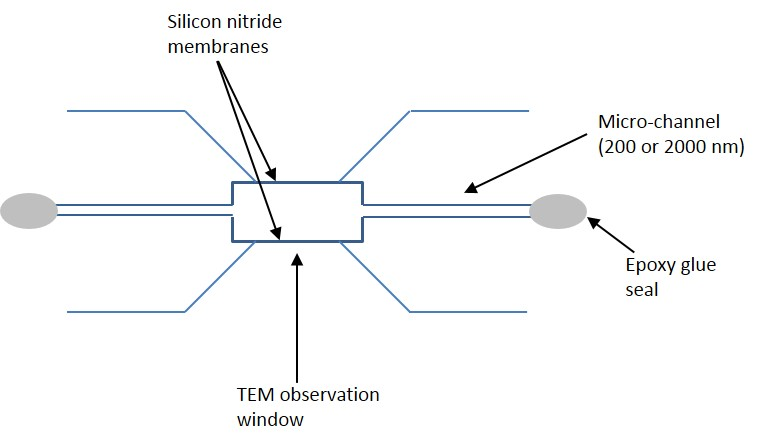 Silicon nitride
membranes
Micro-channel
(200 or 2000 nm)
Epoxy glue
seal
TEM observation
window